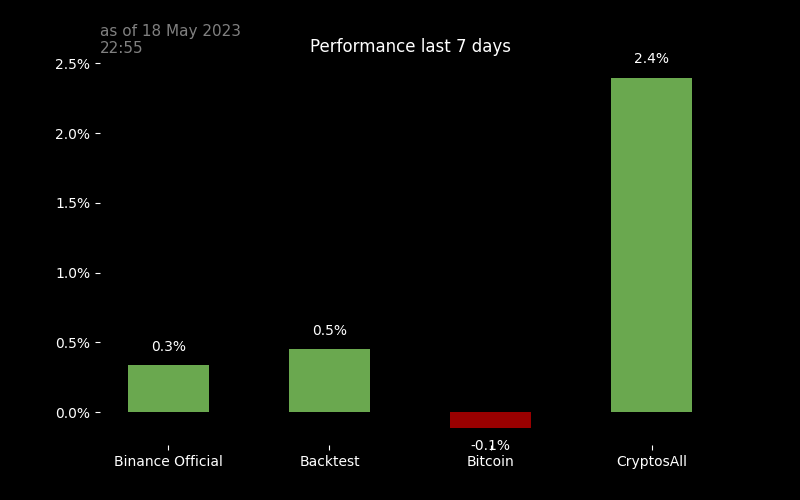 as of 18 May 2023
22:55
Performance last 7 days
2.5%
2.4%
2.0%
1.5%
1.0%
0.5%
0.5%
0.3%
0.0%
-0.1%
Binance Official
Backtest
Bitcoin
CryptosAll